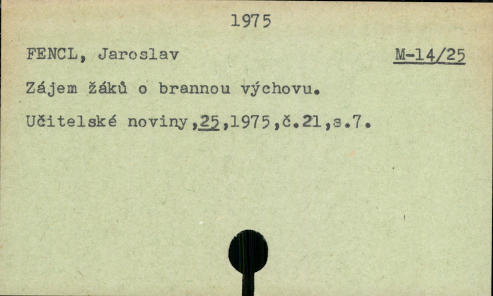 1975
FENCL, Jaroslav M-14/25
Zájem žáků o brannou výchovu.
Učitelské noviny,25,1975,č.21,s.7.